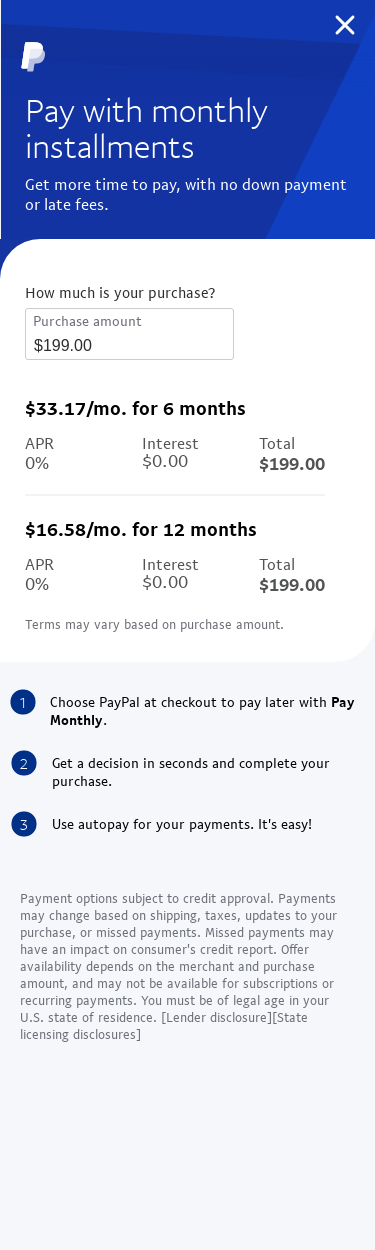 Pay with monthly
installments
Get more time to pay, with no down payment
or late fees.
How much is your purchase?
Purchase amount
$199.00
$33.17/mo. for 6 months
APR Interest Total
0% $0.00 $199.00
$16.58/mo. for 12 months
APR Interest Total
0% $0.00 $199.00
Terms may vary based on purchase amount.
1 Choose PayPal at checkout to pay later with Pay
Monthly.
2 Get a decision in seconds and complete your
purchase.
3 Use autopay for your payments. It's easy!
Payment options subject to credit approval. Payments
may change based on shipping, taxes, updates to your
purchase, or missed payments. Missed payments may
have an impact on consumer's credit report. Offer
availability depends on the merchant and purchase
amount, and may not be available for subscriptions or
recurring payments. You must be of legal age in your
U.S. state of residence. [Lender disclosure][State
licensing disclosures]